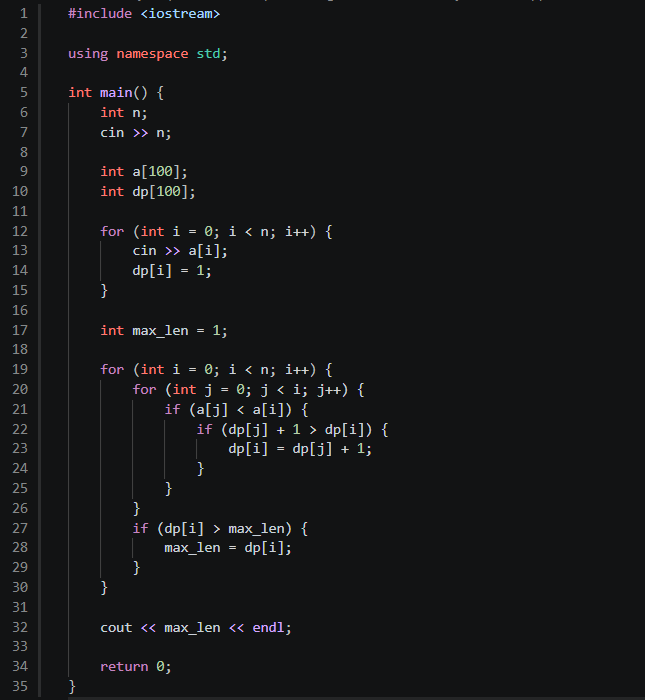 1 #include <iostream>
2
3 using namespace std;
4
5 int main() {
6     int n;
7     cin >> n;
8
9     int a[100];
10     int dp[100];
11
12     for (int i = 0; i < n; i++) {
13         cin >> a[i];
14         dp[i] = 1;
15     }
16
17     int max_len = 1;
18
19     for (int i = 0; i < n; i++) {
20         for (int j = 0; j < i; j++) {
21             if (a[j] < a[i]) {
22                 if (dp[j] + 1 > dp[i]) {
23                     dp[i] = dp[j] + 1;
24                 }
25             }
26         }
27         if (dp[i] > max_len) {
28             max_len = dp[i];
29         }
30     }
31
32     cout << max_len << endl;
33
34     return 0;
35 }